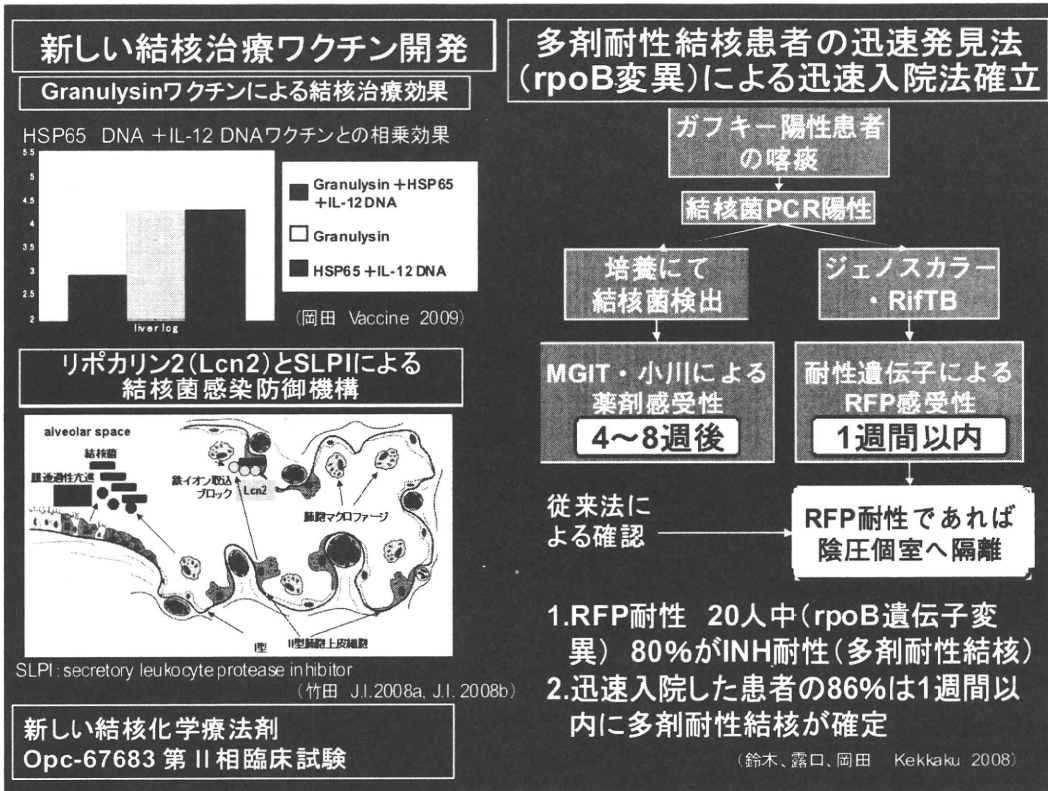 新しい結核治療ワクチン開発
Granulysinワクチンによる結核治療効果
HSP65 DNA ＋IL-12 DNAワクチンとの相乗効果
5.5
5
4.5
4
3.5
3
2.5
2
liver log
Granulysin＋HSP65
＋IL-12 DNA
Granulysin
HSP65＋IL-12 DNA
（岡田 Vaccine 2009）
リポカリン2（Lcn2）とSLPIによる
結核菌感染防御機構
alveolar space
結核菌
膜透過性亢進
鉄イオン取込
ブロック
Lcn2
肺胞マクロファージ
I型
II型肺胞上皮細胞
SLPI：secretory leukocyte protease inhibitor
（竹田 J.I.2008a, J.I. 2008b）
新しい結核化学療法剤
Opc-67683 第II相臨床試験
多剤耐性結核患者の迅速発見法
（rpoB変異）による迅速入院法確立
ガフキー陽性患者
の喀痰
結核菌PCR陽性
培養にて
結核菌検出
ジェノスカラー
・RifTB
MGIT・小川による
薬剤感受性
4～8週後
耐性遺伝子による
RFP感受性
1週間以内
従来法に
よる確認
RFP耐性であれば
陰圧個室へ隔離
1.RFP耐性 20人中（rpoB遺伝子変
異） 80%がINH耐性（多剤耐性結核）
2.迅速入院した患者の86%は1週間以
内に多剤耐性結核が確定
（鈴木、露口、岡田 Kekkaku 2008）